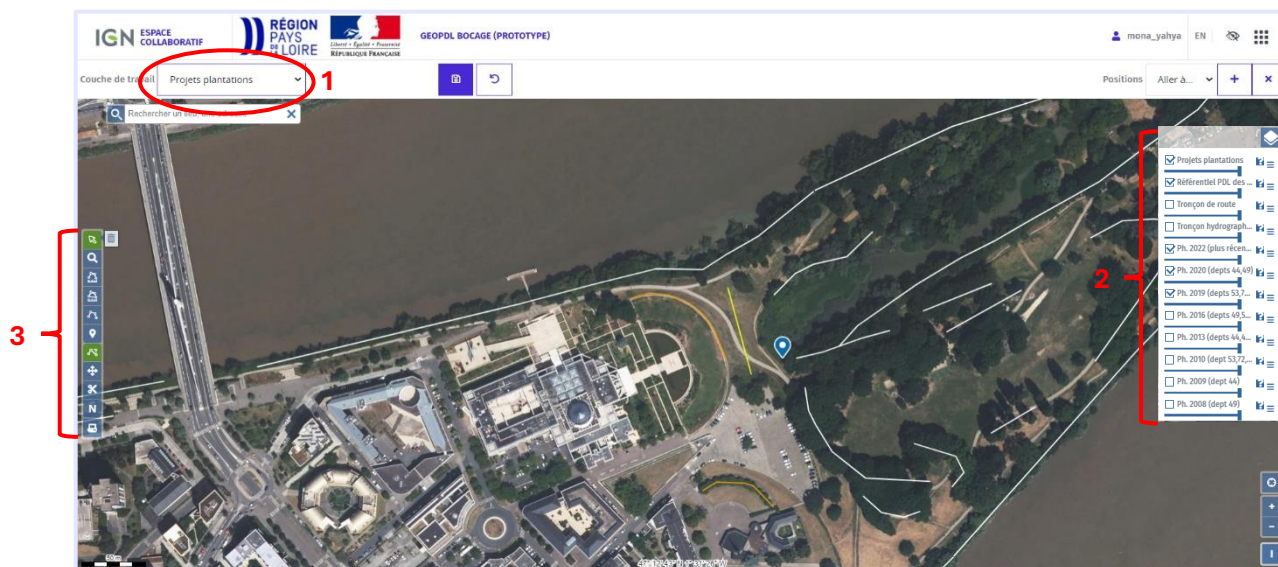 IGN ESPACE COLLABORATIF
RÉGION PAYS DE LA LOIRE
Liberté • Égalité • Fraternité
RÉPUBLIQUE FRANÇAISE
GEOPDL BOCAGE (PROTOTYPE)
mona_yahya EN
Couche de travail Projets plantations 1
Positions Aller à...
Rechercher un lieu, une adresse
Projets plantations
Référentiel PDL des ...
Tronçon de route
Tronçon hydrograph...
Ph. 2022 (plus récen...
Ph. 2020 (depts 44,49)
2
Ph. 2019 (depts 53,7...
Ph. 2016 (depts 49,5...
Ph. 2013 (depts 44,4...
Ph. 2010 (dept 53,72,...
Ph. 2009 (dept 44)
Ph. 2008 (dept 49)
3
N
50 m